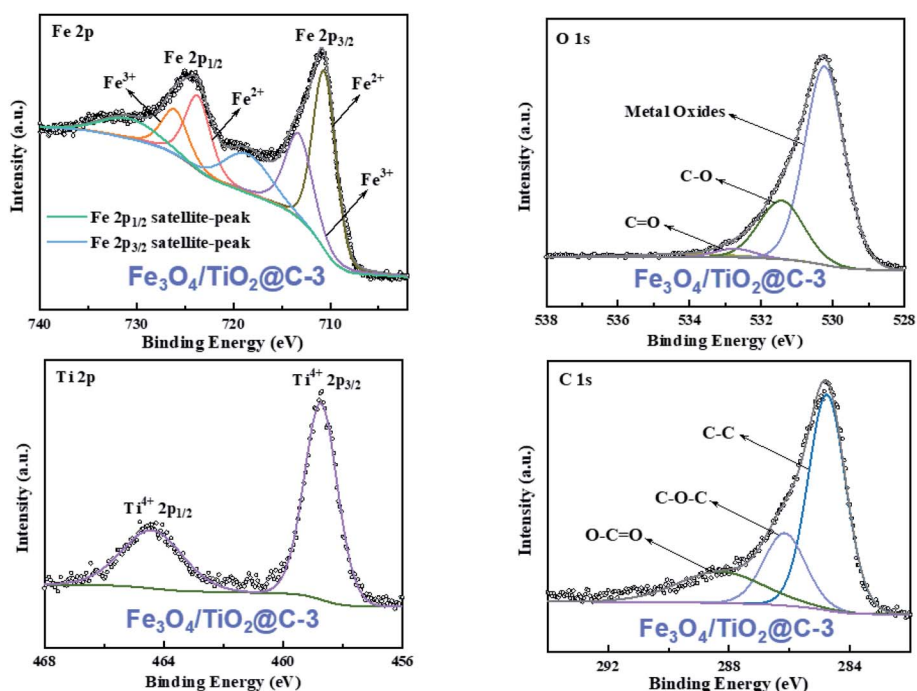 Fe 2p
Fe 2p3/2
Fe 2p1/2
Fe3+
Fe2+
Fe2+
Fe3+
Fe 2p1/2 satellite-peak
Fe 2p3/2 satellite-peak
Fe3O4/TiO2@C-3
740 730 720 710
Binding Energy (eV)
Intensity (a.u.)
O 1s
Metal Oxides
C-O
C=O
Fe3O4/TiO2@C-3
538 536 534 532 530 528
Binding Energy (eV)
Intensity (a.u.)
Ti 2p
Ti4+ 2p3/2
Ti4+ 2p1/2
Fe3O4/TiO2@C-3
468 464 460 456
Binding Energy (eV)
Intensity (a.u.)
C 1s
C-C
C-O-C
O-C=O
Fe3O4/TiO2@C-3
292 288 284
Binding Energy (eV)
Intensity (a.u.)